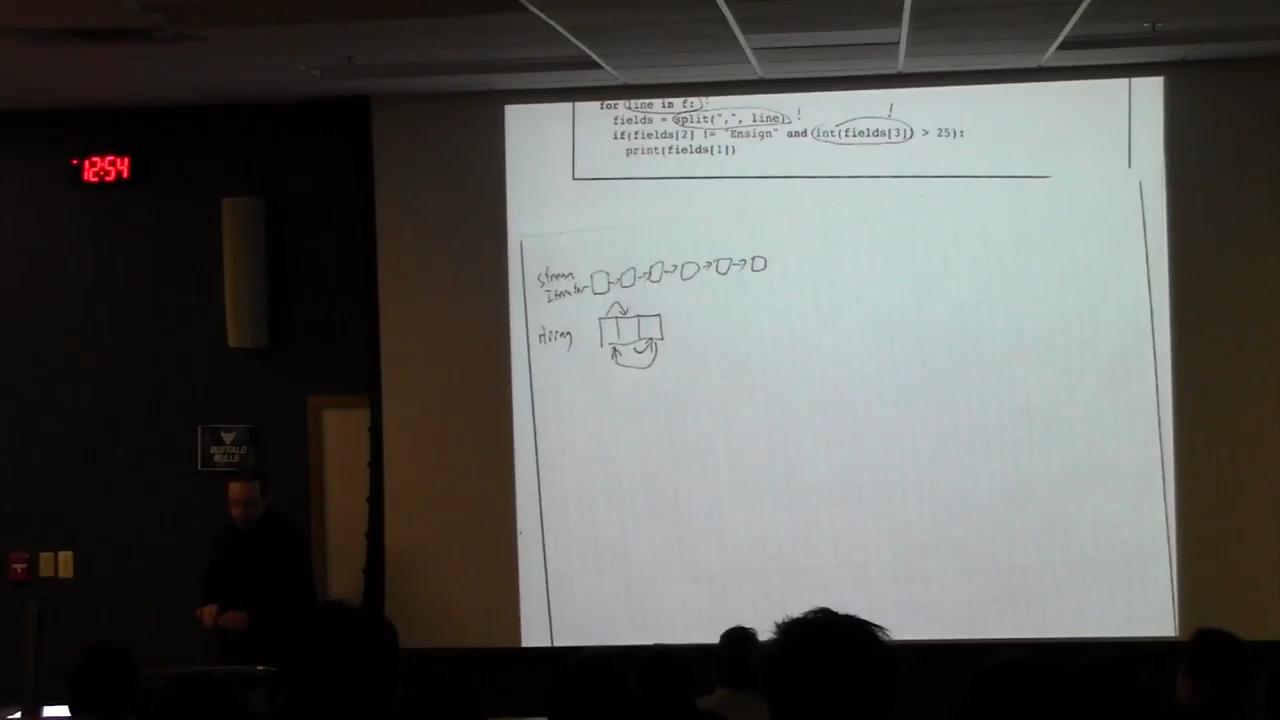 for line in f: !
fields = split(",", line) !
!
if(fields[2] != "Ensign" and int(fields[3]) > 25):
print(fields[1])
12:54
Stream
Iterator
Array
BUFFALO
BULLS